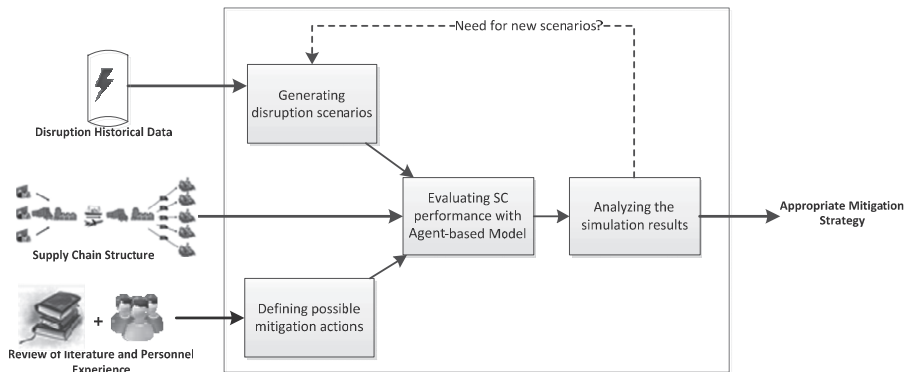 Need for new scenarios?
Generating
disruption scenarios
Disruption Historical Data
Evaluating SC
performance with
Agent-based Model
Analyzing the
simulation results
Appropriate Mitigation
Strategy
Supply Chain Structure
Defining possible
mitigation actions
+
Review of literature and Personnel
Experience